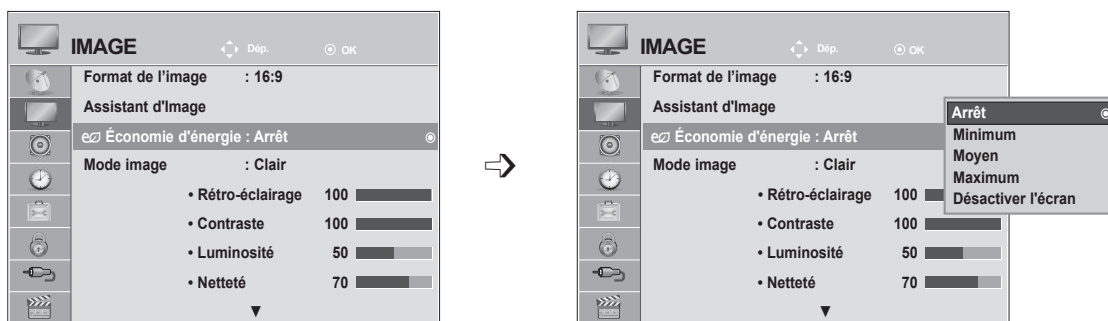 IMAGE Dép. OK
Format de l’image : 16:9
Assistant d'Image
Économie d'énergie : Arrêt
Mode image : Clair
• Rétro-éclairage 100
• Contraste 100
• Luminosité 50
• Netteté 70
IMAGE Dép. OK
Format de l’image : 16:9
Assistant d'Image
Économie d'énergie : Arrêt
Mode image : Clair
• Rétro-éclairage 100
• Contraste 100
• Luminosité 50
• Netteté 70
Arrêt
Minimum
Moyen
Maximum
Désactiver l'écran